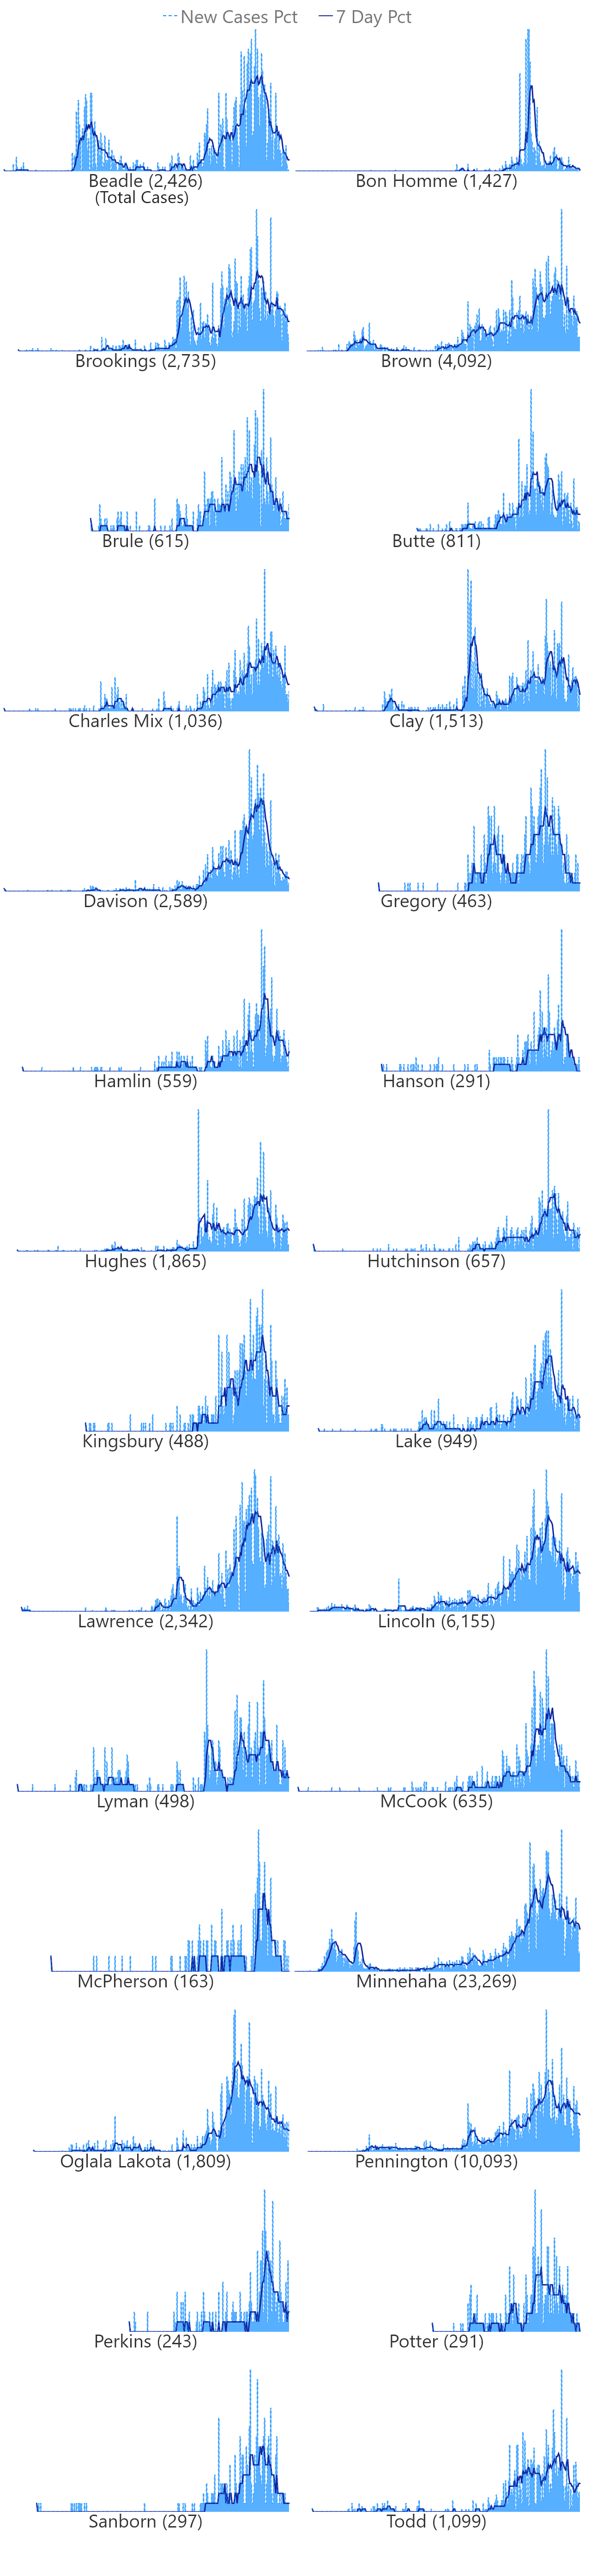 New Cases Pct 7 Day Pct
Beadle (2,426) Bon Homme (1,427)
(Total Cases)
Brookings (2,735) Brown (4,092)
Brule (615) Butte (811)
Charles Mix (1,036) Clay (1,513)
Davison (2,589) Gregory (463)
Hamlin (559) Hanson (291)
Hughes (1,865) Hutchinson (657)
Kingsbury (488) Lake (949)
Lawrence (2,342) Lincoln (6,155)
Lyman (498) McCook (635)
McPherson (163) Minnehaha (23,269)
Oglala Lakota (1,809) Pennington (10,093)
Perkins (243) Potter (291)
Sanborn (297) Todd (1,099)